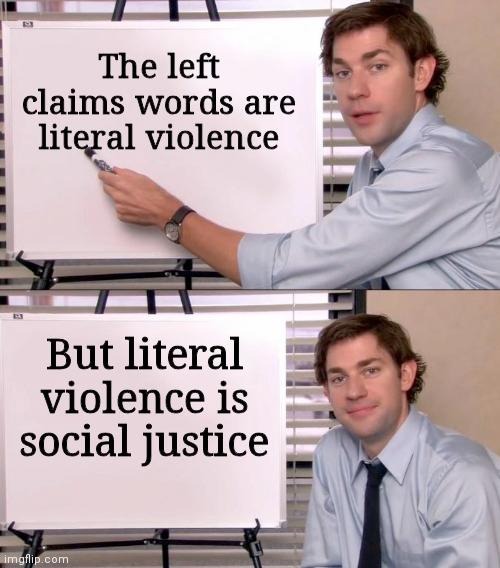 The left
claims words are
literal violence
But literal
violence is
social justice
imgflip.com